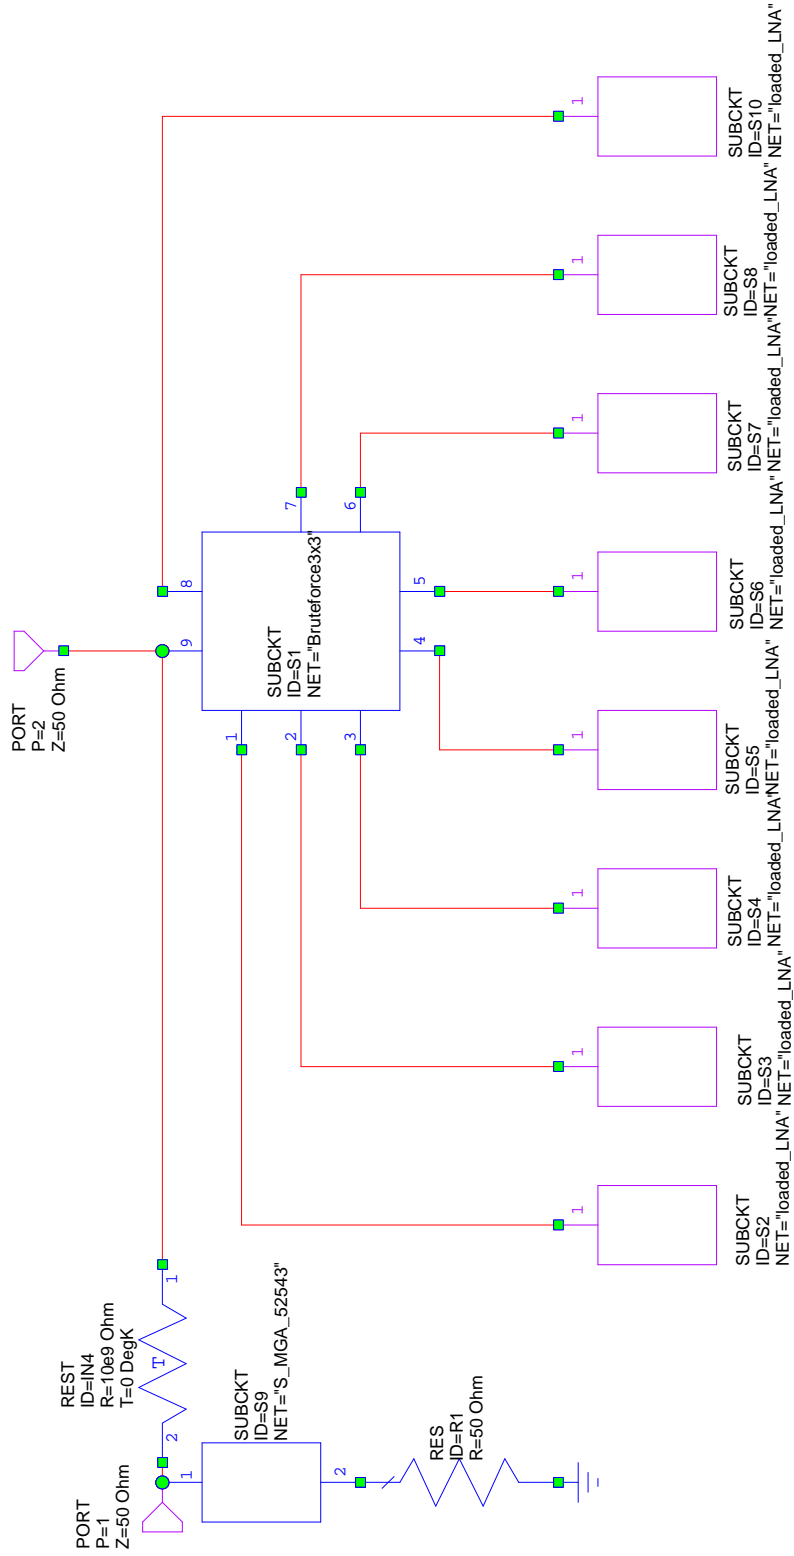 PORT
P=1
Z=50 Ohm
REST
ID=IN4
R=10e9 Ohm
T=0 DegK
T
2
1
SUBCKT
ID=S9
NET="S_MGA_52543"
1
2
RES
ID=R1
R=50 Ohm
PORT
P=2
Z=50 Ohm
SUBCKT
ID=S1
NET="Bruteforce3x3"
1
2
3
4
5
6
7
8
9
1
SUBCKT
ID=S2
NET="loaded_LNA"
1
SUBCKT
ID=S3
NET="loaded_LNA"
1
SUBCKT
ID=S4
NET="loaded_LNA"
1
SUBCKT
ID=S5
NET="loaded_LNA"
1
SUBCKT
ID=S6
NET="loaded_LNA"
1
SUBCKT
ID=S7
NET="loaded_LNA"
1
SUBCKT
ID=S8
NET="loaded_LNA"
1
SUBCKT
ID=S10
NET="loaded_LNA"